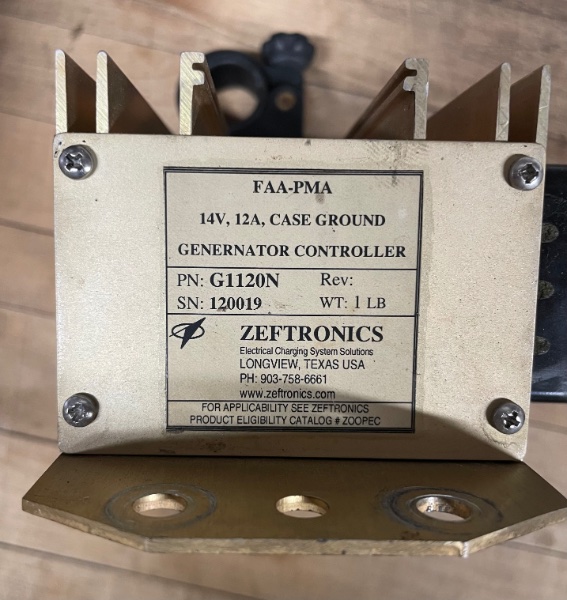 FAA-PMA
14V, 12A, CASE GROUND
GENERNATOR CONTROLLER
PN: G1120N Rev:
SN: 120019 WT: 1 LB
ZEFTRONICS
Electrical Charging System Solutions
LONGVIEW, TEXAS USA
PH: 903-758-6661
www.zeftronics.com
FOR APPLICABILITY SEE ZEFTRONICS
PRODUCT ELIGIBILITY CATALOG # ZOOPEC